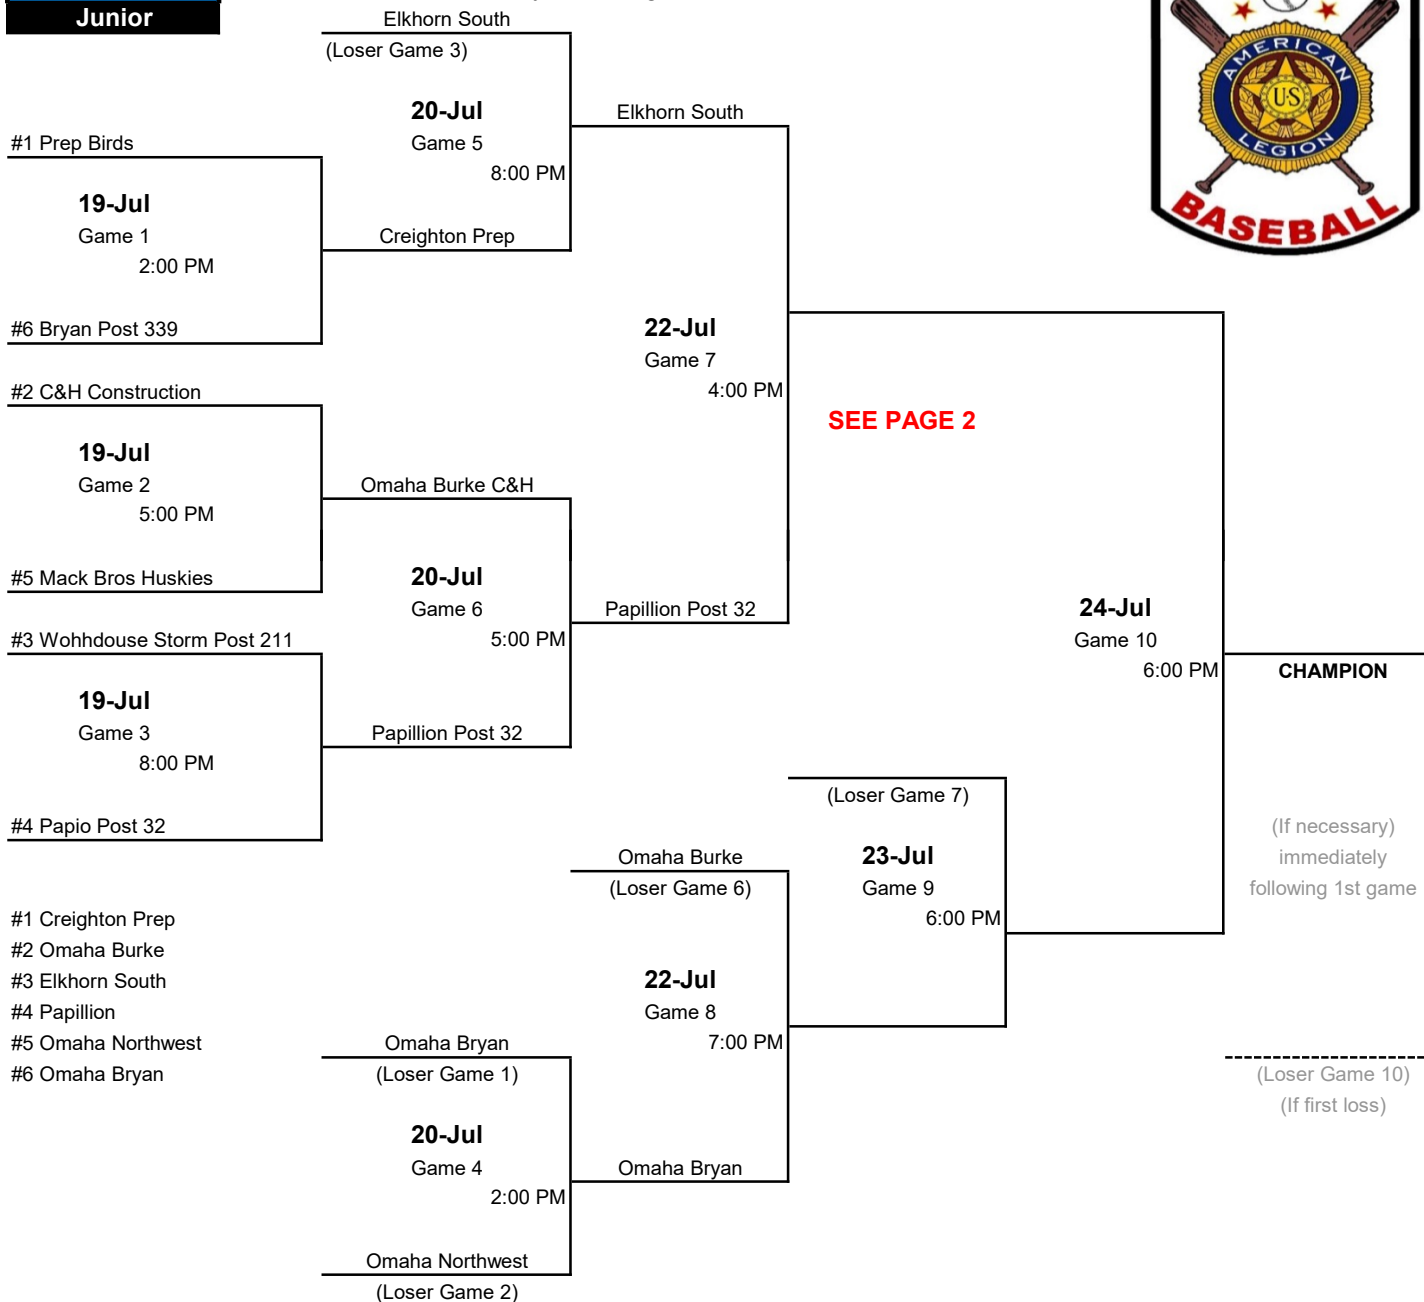 Junior
Elkhorn South
(Loser Game 3)
20-Jul
Game 5
8:00 PM
Elkhorn South
#1 Prep Birds
19-Jul
Game 1
2:00 PM
Creighton Prep
#6 Bryan Post 339
22-Jul
Game 7
4:00 PM
SEE PAGE 2
#2 C&H Construction
19-Jul
Game 2
5:00 PM
Omaha Burke C&H
#5 Mack Bros Huskies
20-Jul
Game 6
5:00 PM
Papillion Post 32
#3 Wohhdouse Storm Post 211
19-Jul
Game 3
8:00 PM
Papillion Post 32
#4 Papio Post 32
24-Jul
Game 10
6:00 PM
CHAMPION
(Loser Game 7)
23-Jul
Game 9
6:00 PM
(If necessary)
immediately
following 1st game
Omaha Burke
(Loser Game 6)
22-Jul
Game 8
7:00 PM
#1 Creighton Prep
#2 Omaha Burke
#3 Elkhorn South
#4 Papillion
#5 Omaha Northwest
#6 Omaha Bryan
Omaha Bryan
(Loser Game 1)
20-Jul
Game 4
2:00 PM
Omaha Bryan
Omaha Northwest
(Loser Game 2)
(Loser Game 10)
(If first loss)
AMERICAN
US
LEGION
BASEBALL